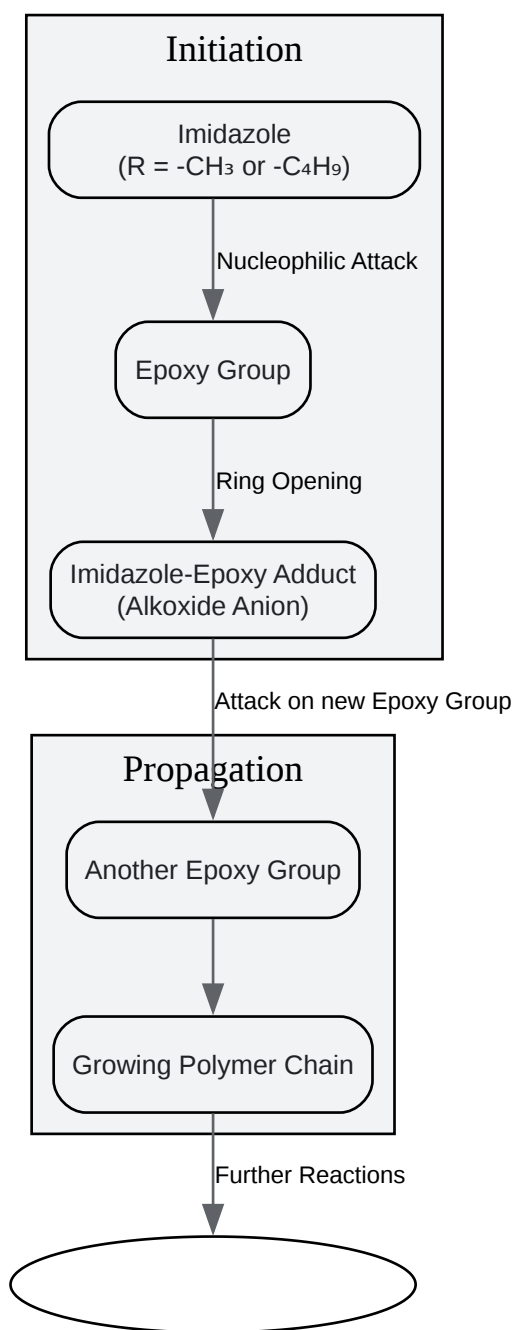 Initiation
Imidazole
(R = -CH₃ or -C₄H₉)
Nucleophilic Attack
Epoxy Group
Ring Opening
Imidazole-Epoxy Adduct
(Alkoxide Anion)
Attack on new Epoxy Group
Propagation
Another Epoxy Group
Growing Polymer Chain
Further Reactions